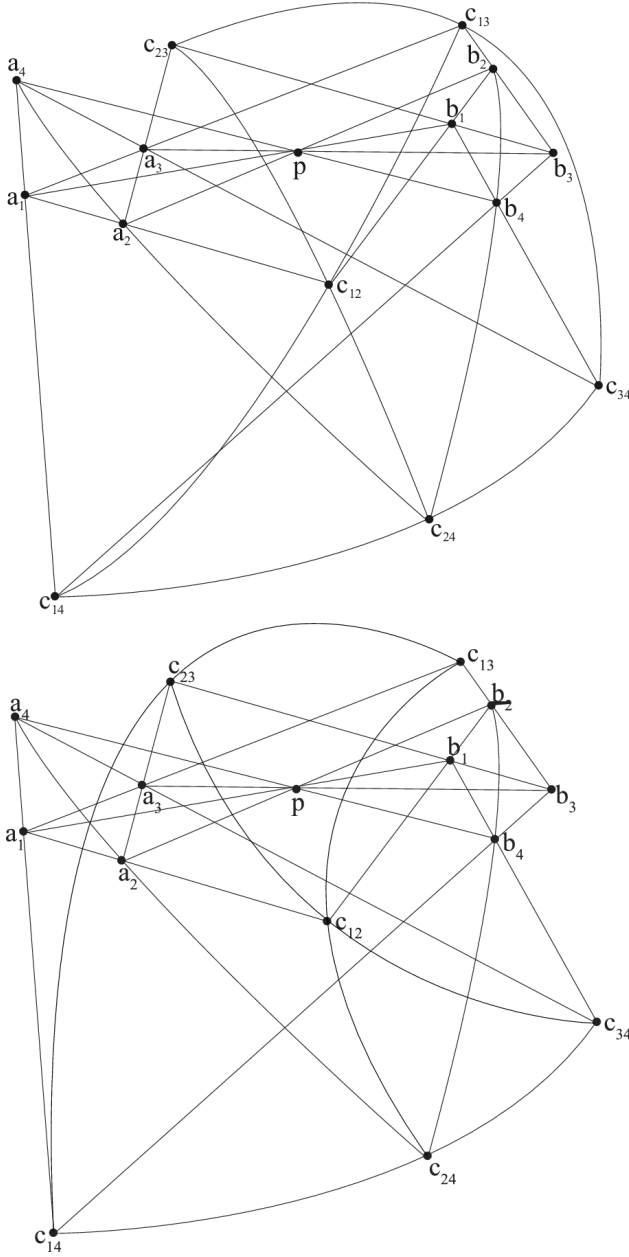 c₁₃
c₂₃
b₂
a₄
b₁
a₃
p
b₃
a₁
b₄
a₂
c₁₂
c₃₄
c₂₄
c₁₄
c₂₃
c₁₃
b₂
a₄
b₁
a₃
p
b₃
a₁
b₄
a₂
c₁₂
c₃₄
c₂₄
c₁₄